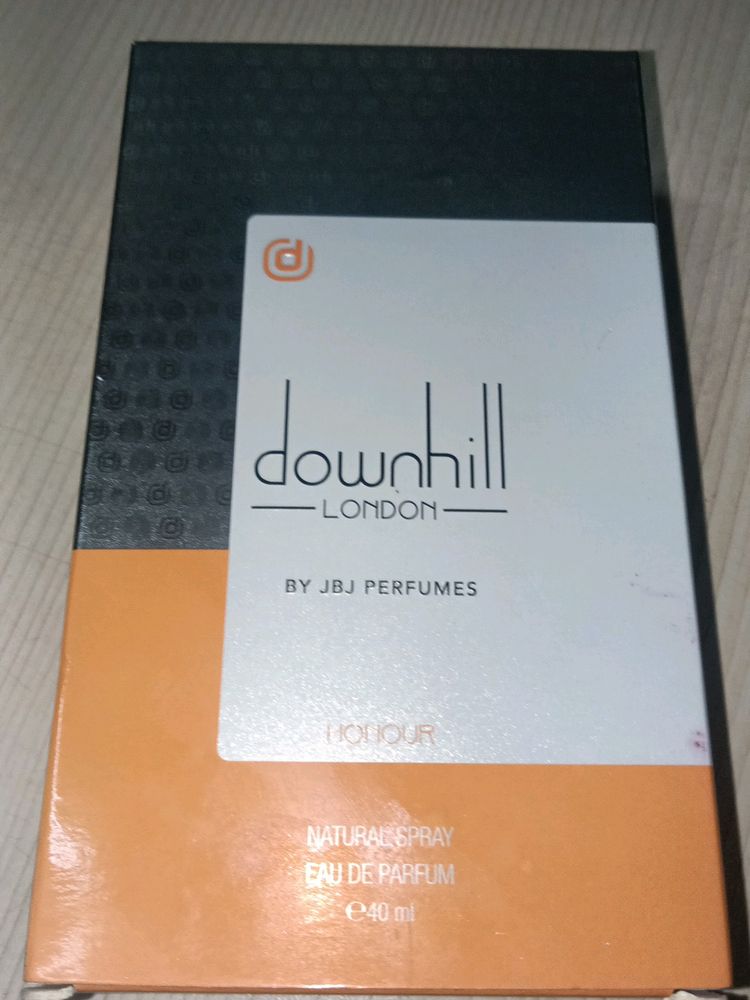 d
downhill
LONDON
BY JBJ PERFUMES
HONOUR
NATURAL SPRAY
EAU DE PARFUM
℮40 ml